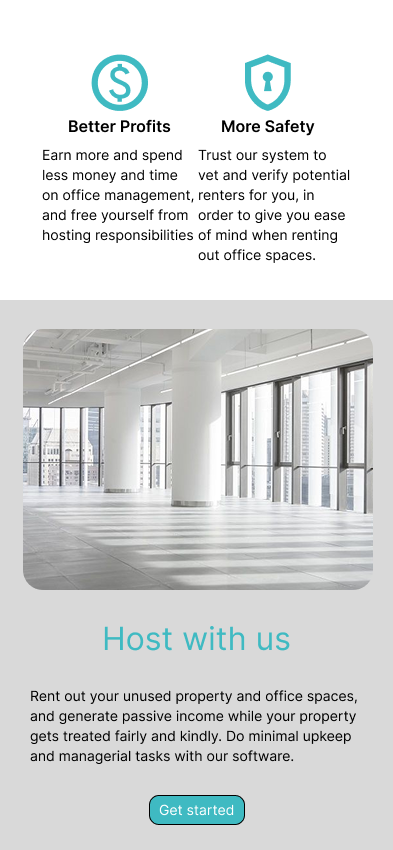 Better Profits
Earn more and spend
less money and time
on office management,
and free yourself from
hosting responsibilities
More Safety
Trust our system to
vet and verify potential
renters for you, in
order to give you ease
of mind when renting
out office spaces.
Host with us
Rent out your unused property and office spaces,
and generate passive income while your property
gets treated fairly and kindly. Do minimal upkeep
and managerial tasks with our software.
Get started